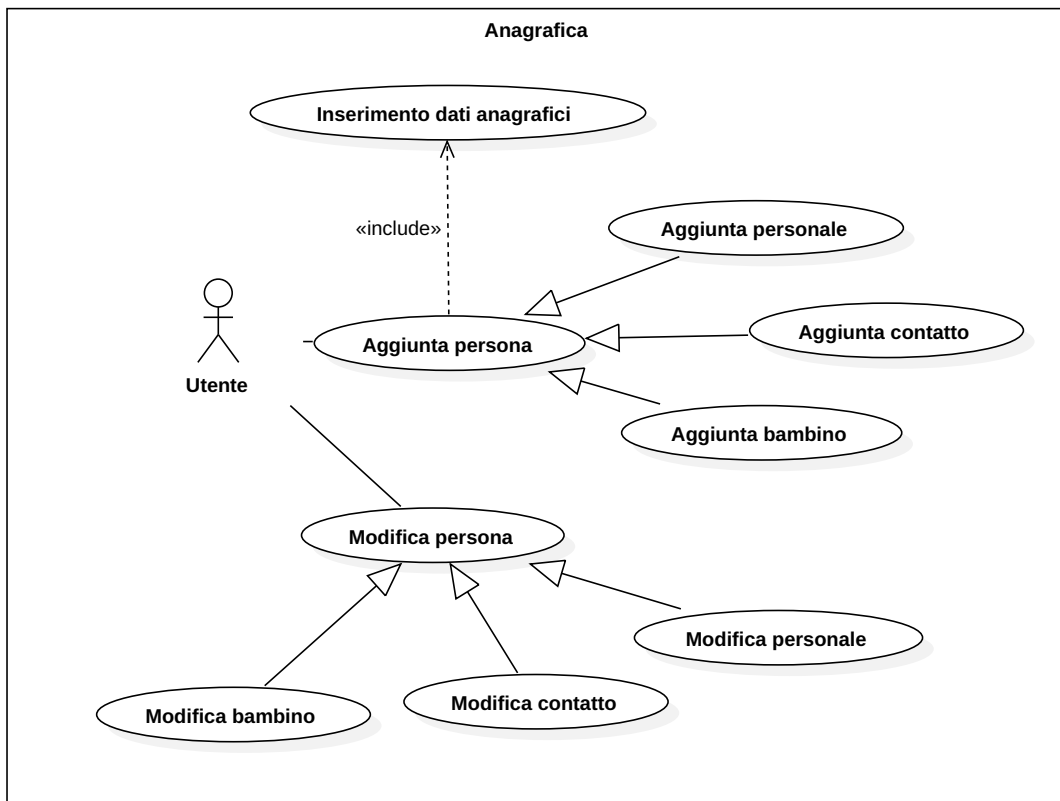 Anagrafica
Inserimento dati anagrafici
«include»
Aggiunta personale
Aggiunta contatto
Aggiunta persona
Utente
Aggiunta bambino
Modifica persona
Modifica personale
Modifica contatto
Modifica bambino